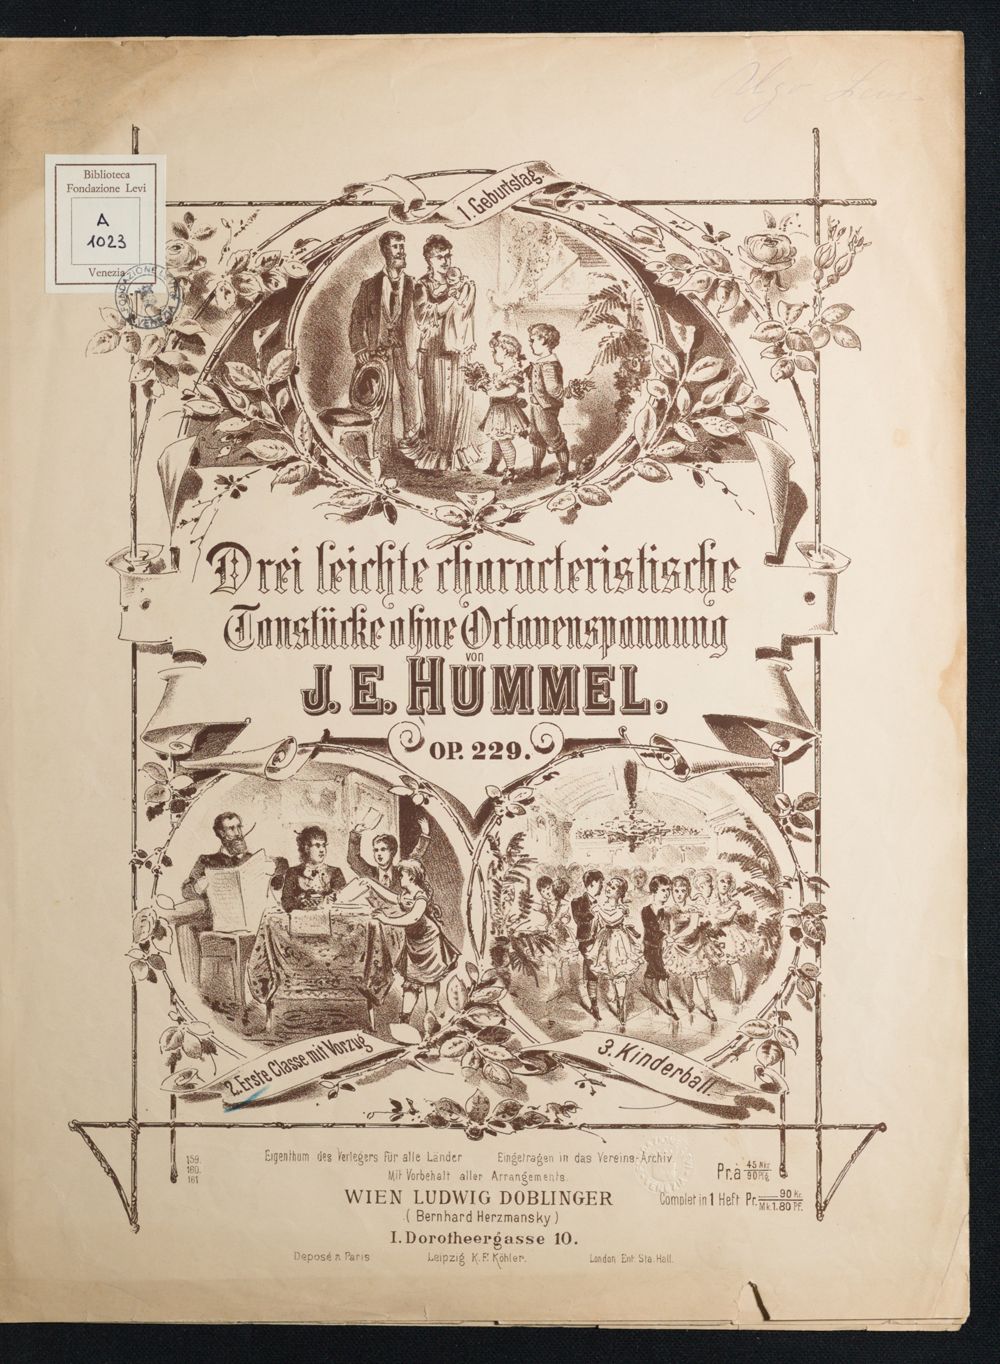 Biblioteca
Fondazione Levi
A
1023
Venezia
1. Geburtstag.
Drei leichte characteristische
Tonstücke ohne Octavenspannung
von
J. E. HUMMEL.
OP. 229.
2. Erste Classe mit Vorzug
3. Kinderball.
159.
160.
161
Eigenthum des Verlegers für alle Länder
Eingetragen in das Vereins-Archiv.
Mit Vorbehalt aller Arrangements.
Pr. à 45 Nkr. 90 Pfg
WIEN LUDWIG DOBLINGER
Complet in 1 Heft Pr. 90 kr. Mk. 1.80 Pf.
(Bernhard Herzmansky)
I. Dorotheergasse 10.
Deposé à Paris
Leipzig K. F. Köhler.
London Ent. Sta. Hall.